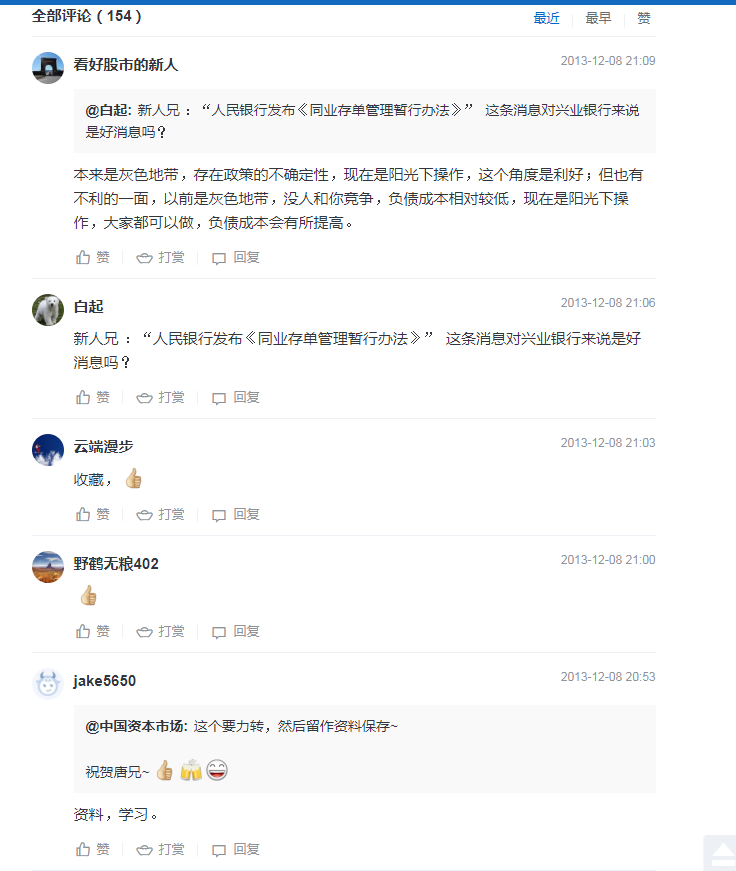 全部评论（154）
最近 最早 赞
看好股市的新人 2013-12-08 21:09
@白起: 新人兄 ：“人民银行发布《同业存单管理暂行办法》” 这条消息对兴业银行来说
是好消息吗？
本来是灰色地带，存在政策的不确定性，现在是阳光下操作，这个角度是利好；但也有
不利的一面，以前是灰色地带，没人和你竞争，负债成本相对较低，现在是阳光下操
作，大家都可以做，负债成本会有所提高。
赞 打赏 回复
白起 2013-12-08 21:06
新人兄 ：“人民银行发布《同业存单管理暂行办法》” 这条消息对兴业银行来说是好
消息吗？
赞 打赏 回复
云端漫步 2013-12-08 21:03
收藏，
赞 打赏 回复
野鹤无粮402 2013-12-08 21:00
赞 打赏 回复
jake5650 2013-12-08 20:53
@中国资本市场: 这个要力转，然后留作资料保存~
祝贺唐兄~
资料，学习。
赞 打赏 回复